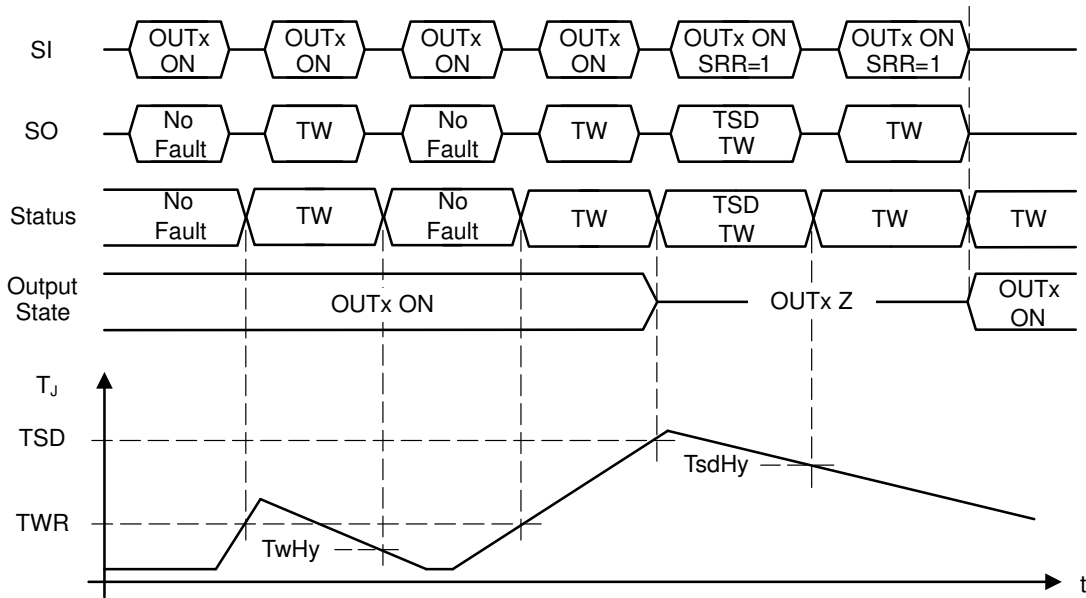 SI
OUTx
ON
OUTx
ON
OUTx
ON
OUTx
ON
OUTx ON
SRR=1
OUTx ON
SRR=1
SO
No
Fault
TW
No
Fault
TW
TSD
TW
TW
Status
No
Fault
TW
No
Fault
TW
TSD
TW
TW
TW
Output
State
OUTx ON
OUTx Z
OUTx
ON
TJ
TSD
TsdHy
TWR
TwHy
t